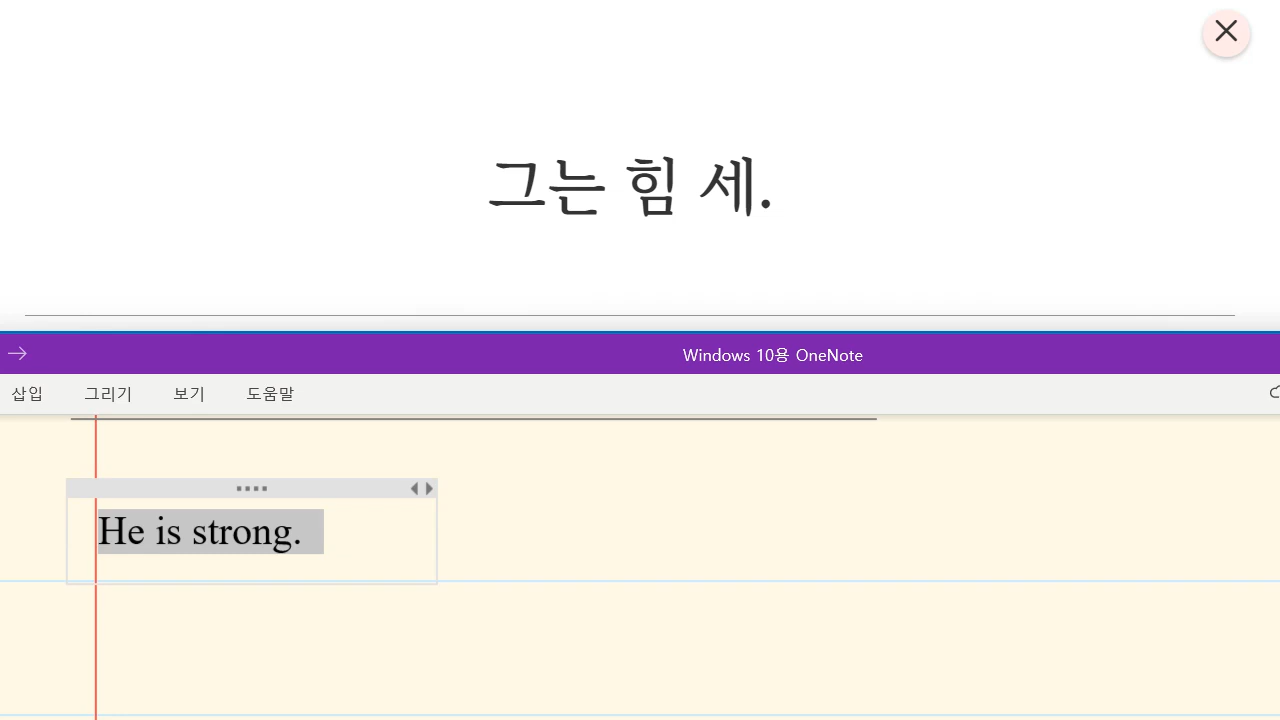 그는 힘 세.
Windows 10용 OneNote
삽입 그리기 보기 도움말
He is strong.